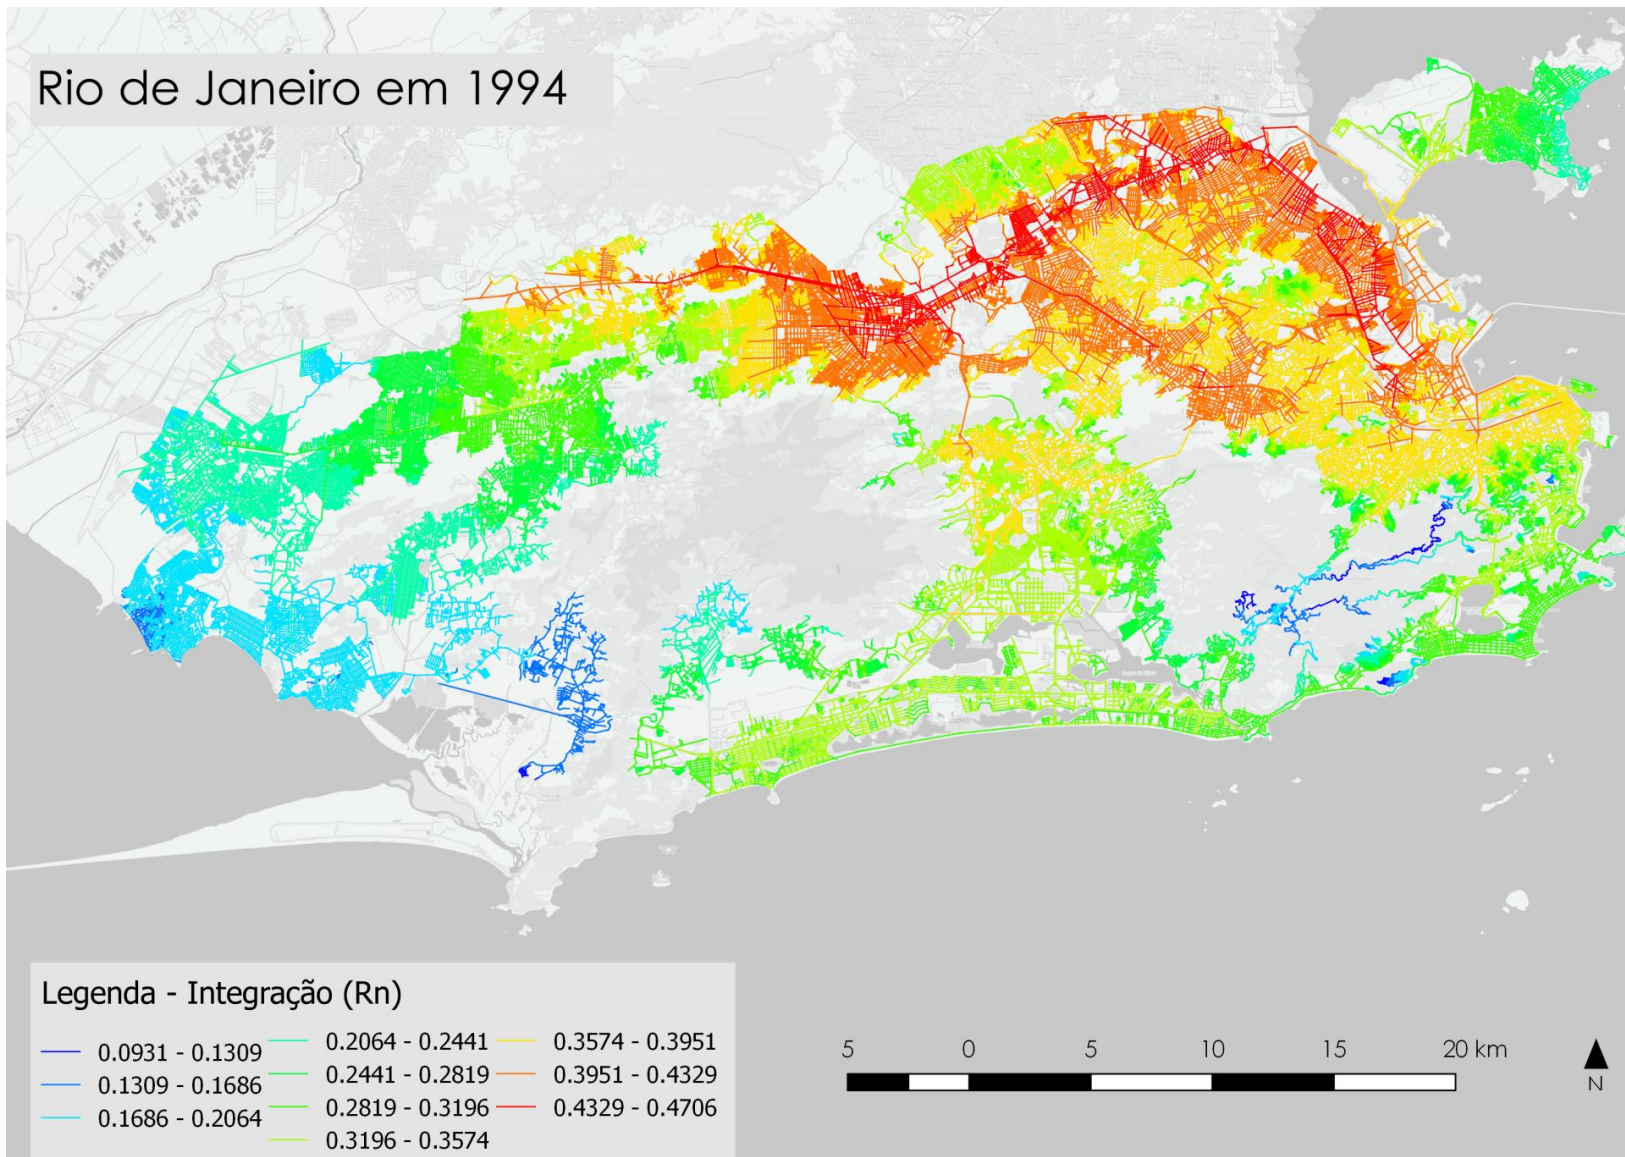 Rio de Janeiro em 1994
Legenda - Integração (Rn)
0.0931 - 0.1309
0.1309 - 0.1686
0.1686 - 0.2064
0.2064 - 0.2441
0.2441 - 0.2819
0.2819 - 0.3196
0.3196 - 0.3574
0.3574 - 0.3951
0.3951 - 0.4329
0.4329 - 0.4706
5 0 5 10 15 20 km
N